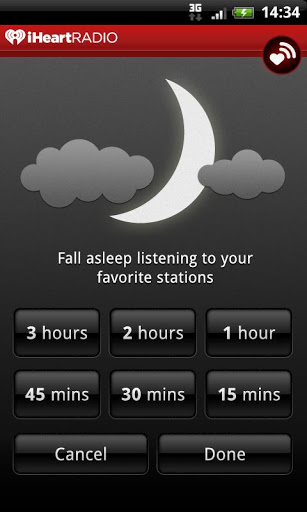 3G 14:34
iHeartRADIO
Fall asleep listening to your
favorite stations
3 hours 2 hours 1 hour
45 mins 30 mins 15 mins
Cancel Done